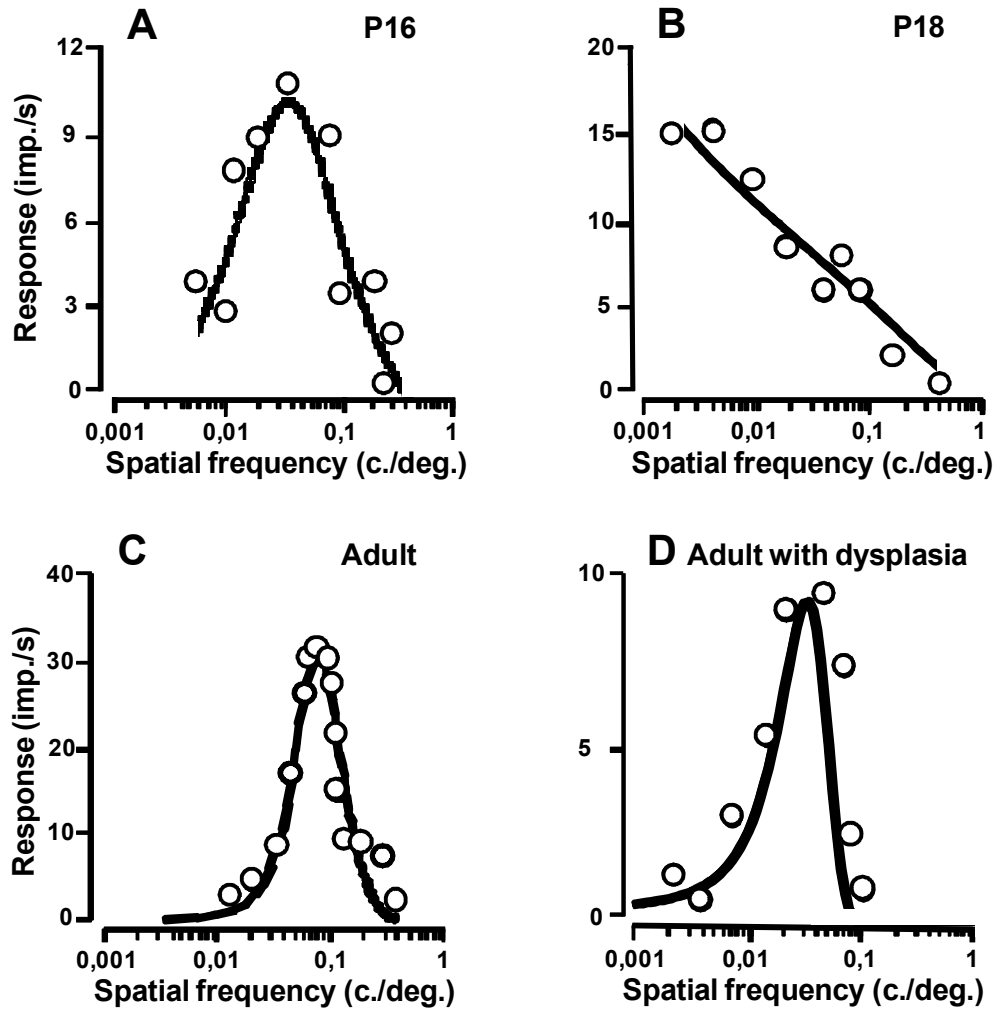 A P16
12
9
6
3
0
Response (imp./s)
0,001 0,01 0,1 1
Spatial frequency (c./deg.)
B P18
20
15
10
5
0
0,001 0,01 0,1 1
Spatial frequency (c./deg.)
C Adult
40
30
20
10
0
Response (imp./s)
0,001 0,01 0,1 1
Spatial frequency (c./deg.)
D Adult with dysplasia
10
5
0
0,001 0,01 0,1 1
Spatial frequency (c./deg.)